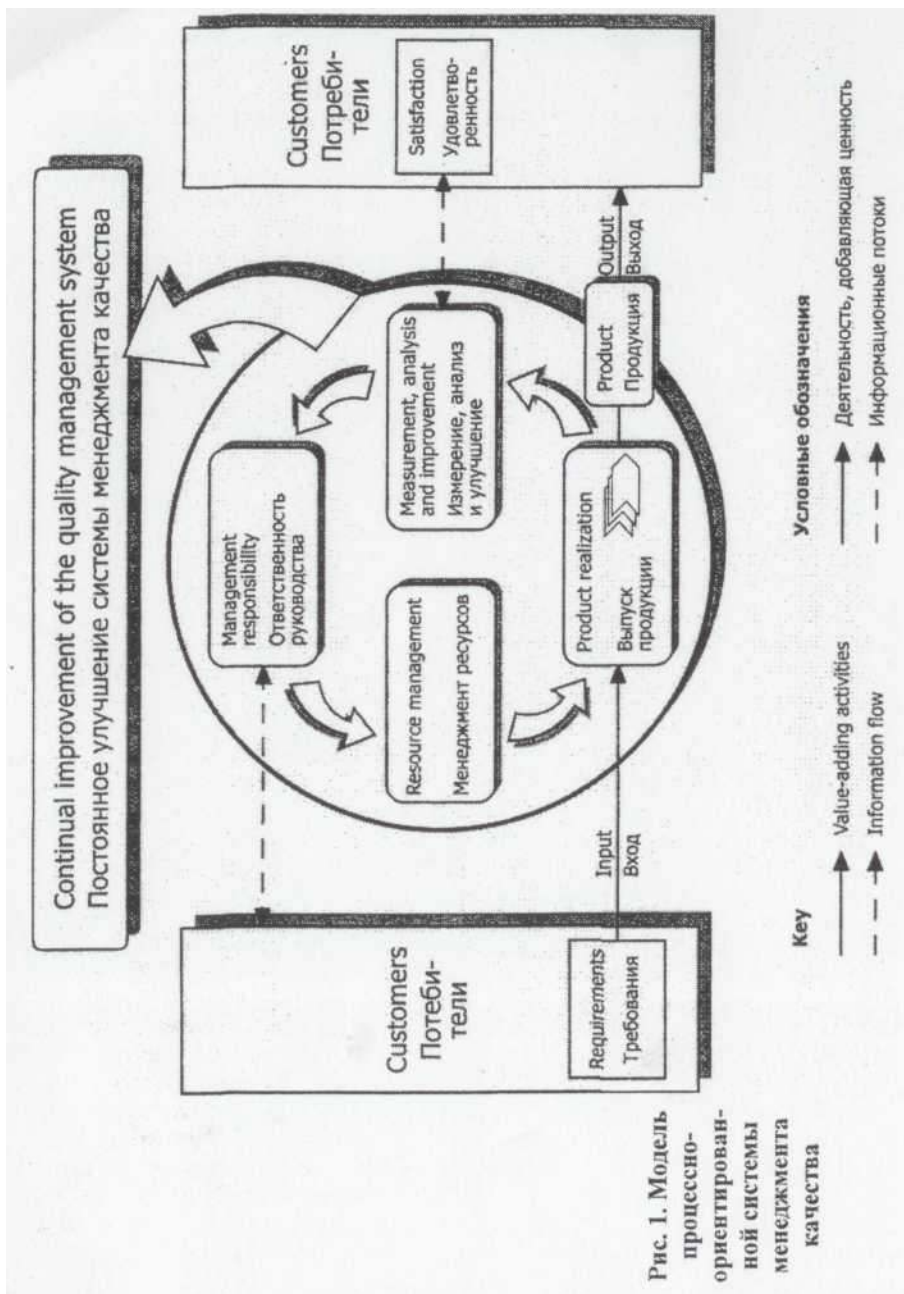 Continual improvement of the quality management system
Постоянное улучшение системы менеджмента качества
Customers
Потеби-
тели
Requirements
Требования
Input
Вход
Management
responsibility
Ответственность
руководства
Resource management
Менеджмент ресурсов
Measurement, analysis
and improvement
Измерение, анализ
и улучшение
Product realization
Выпуск
продукции
Product
Продукция
Output
Выход
Customers
Потреби-
тели
Satisfaction
Удовлетво-
ренность
Key
Value-adding activities
Information flow
Условные обозначения
Деятельность, добавляющая ценность
Информационные потоки
Рис. 1. Модель
процессно-
ориентирован-
ной системы
менеджмента
качества